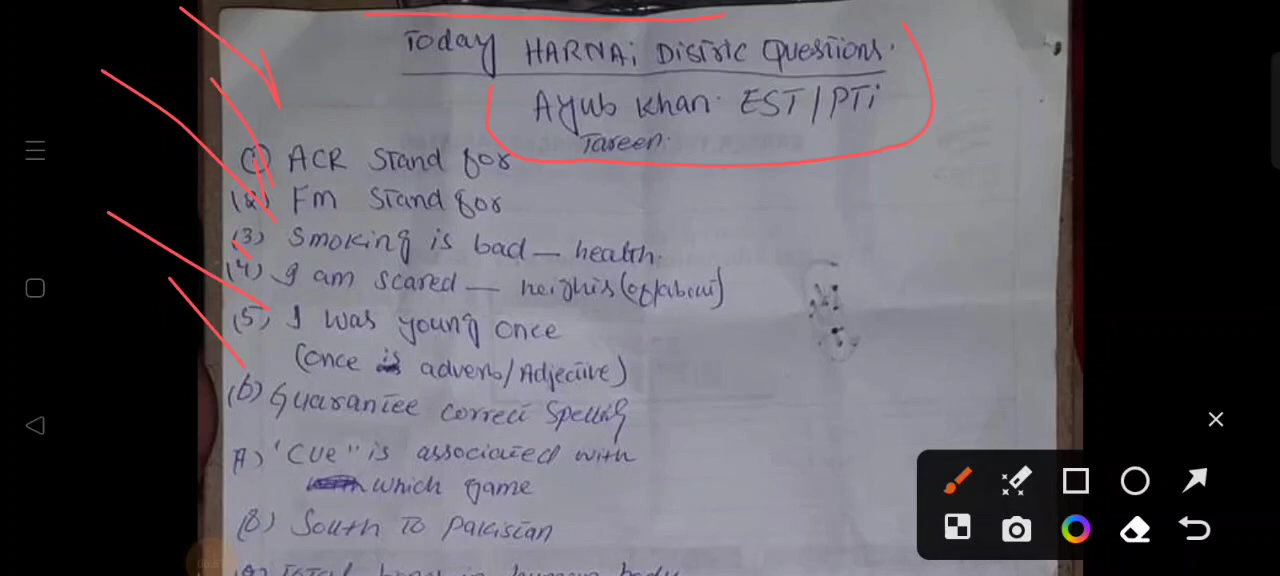 Today HARNAi Distric Questions.
Ayub Khan. EST/PTi
Tareen.
(1) ACR Stand for
(2) Fm Stand for
(3) Smoking is bad — health.
(4) I am scared — heighis (of/about)
(5) I was young once
(once is adverb/Adjective)
(6) Guarantee correct spelling
7) "Cue" is associated with
which game
(8) South To Pakistan